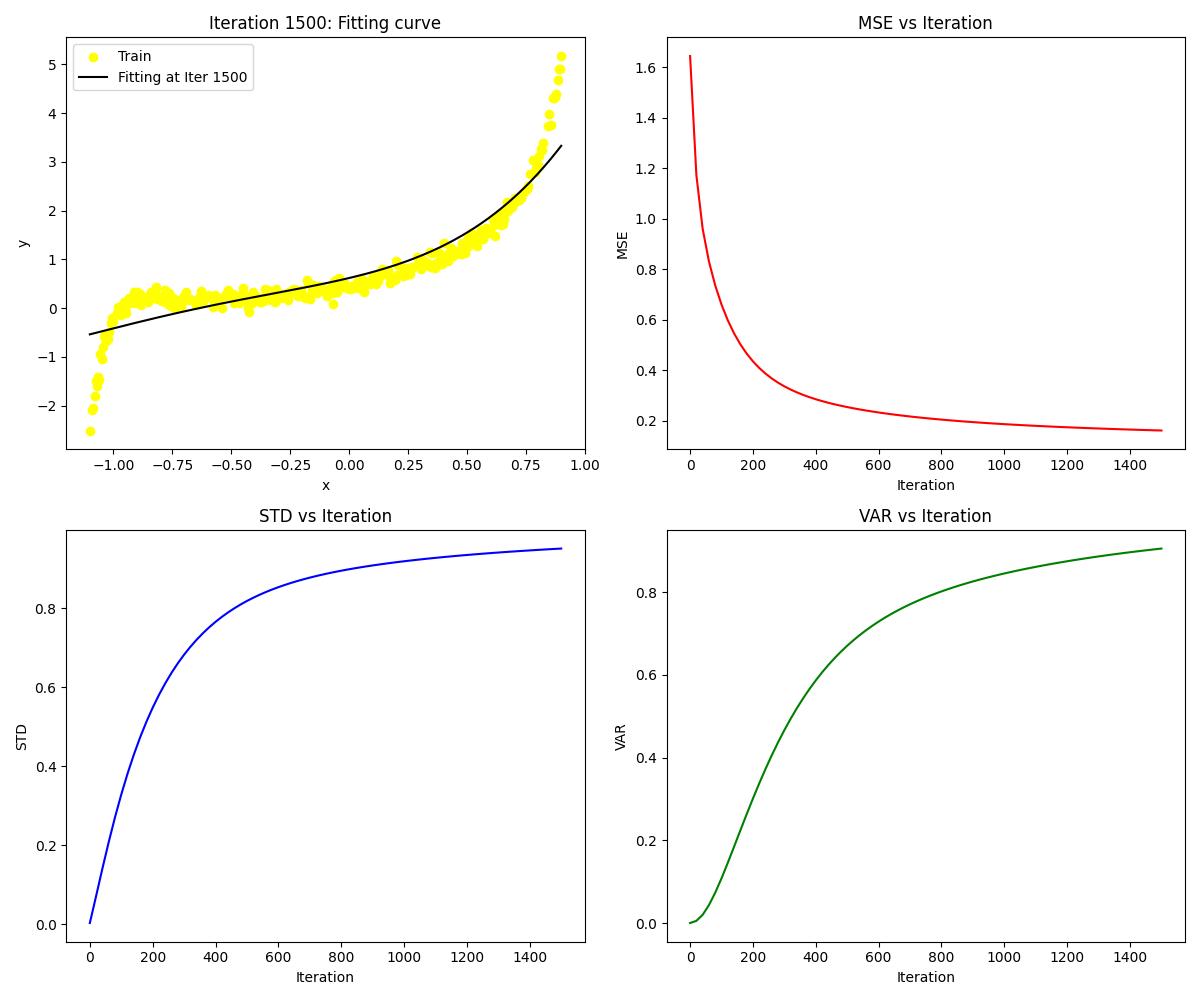 Iteration 1500: Fitting curve
Train
Fitting at Iter 1500
5
4
3
2
1
0
−1
−2
y
−1.00 −0.75 −0.50 −0.25 0.00 0.25 0.50 0.75 1.00
x
MSE vs Iteration
1.6
1.4
1.2
1.0
0.8
0.6
0.4
0.2
MSE
0 200 400 600 800 1000 1200 1400
Iteration
STD vs Iteration
0.8
0.6
0.4
0.2
0.0
STD
0 200 400 600 800 1000 1200 1400
Iteration
VAR vs Iteration
0.8
0.6
0.4
0.2
0.0
VAR
0 200 400 600 800 1000 1200 1400
Iteration